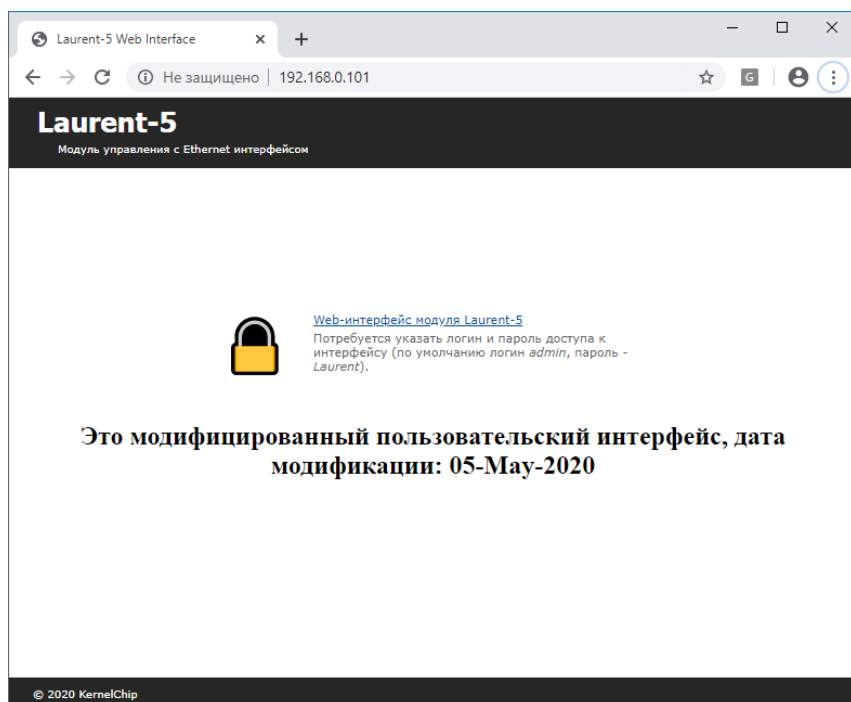 Laurent-5 Web Interface
Не защищено | 192.168.0.101
G
Laurent-5
Модуль управления с Ethernet интерфейсом
Web-интерфейс модуля Laurent-5
Потребуется указать логин и пароль доступа к
интерфейсу (по умолчанию логин admin, пароль -
Laurent).
Это модифицированный пользовательский интерфейс, дата
модификации: 05-May-2020
© 2020 KernelChip